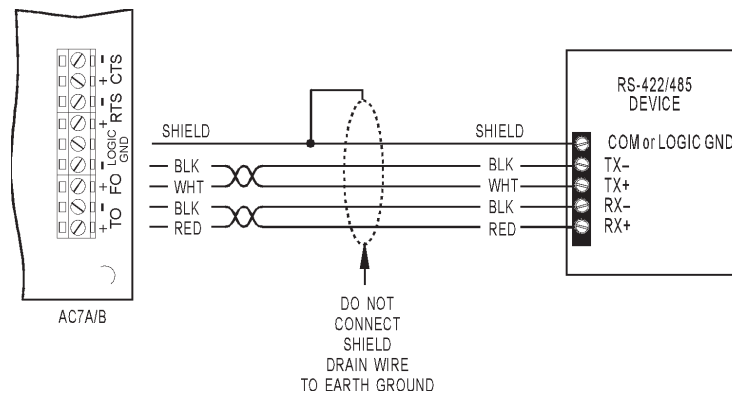 - CTS +
- RTS +
LOGIC GND
- FO +
- TO +
AC7A/B
SHIELD
BLK
WHT
BLK
RED
SHIELD
BLK
WHT
BLK
RED
RS-422/485
DEVICE
COM or LOGIC GND
TX–
TX+
RX–
RX+
DO NOT
CONNECT
SHIELD
DRAIN WIRE
TO EARTH GROUND